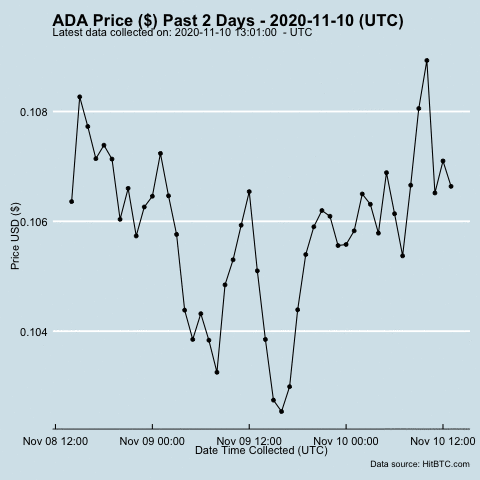 ADA Price ($) Past 2 Days - 2020-11-10 (UTC)
Latest data collected on: 2020-11-10 13:01:00 - UTC
0.108
0.106
0.104
Price USD ($)
Nov 08 12:00 Nov 09 00:00 Nov 09 12:00 Nov 10 00:00 Nov 10 12:00
Date Time Collected (UTC)
Data source: HitBTC.com